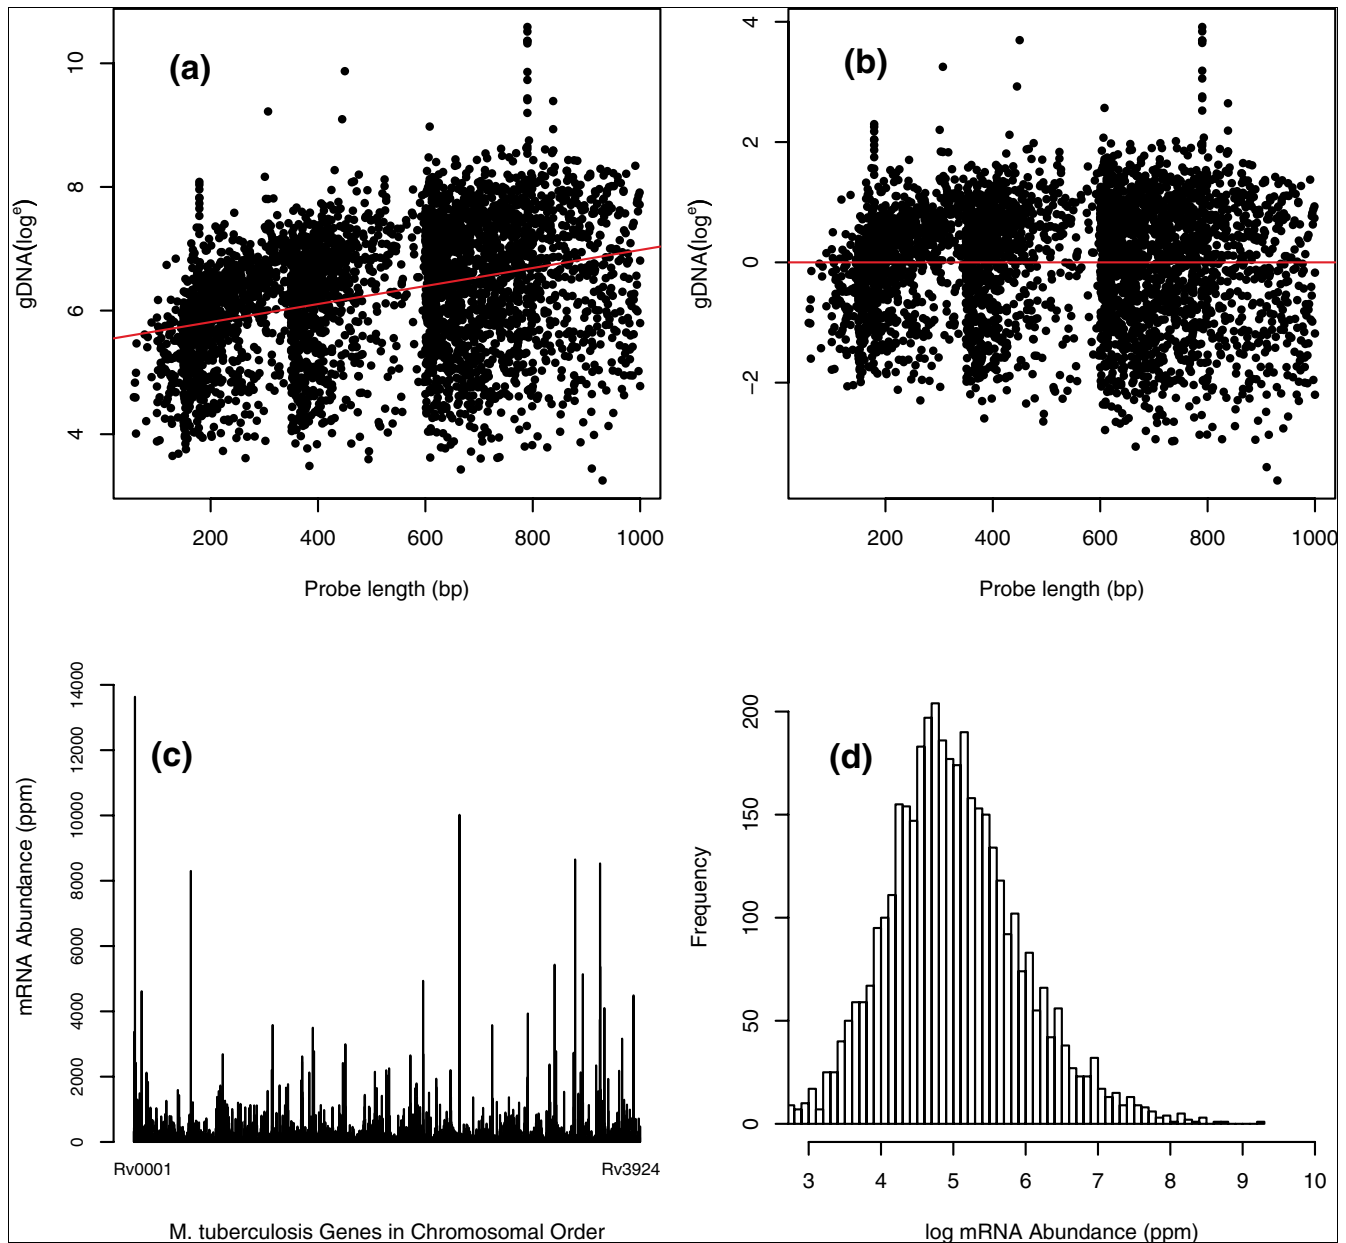 (a)
gDNA(logᵉ)
10
8
6
4
200 400 600 800 1000
Probe length (bp)
(b)
gDNA(logᵉ)
4
2
0
−2
200 400 600 800 1000
Probe length (bp)
(c)
mRNA Abundance (ppm)
14000
12000
10000
8000
6000
4000
2000
0
Rv0001 Rv3924
M. tuberculosis Genes in Chromosomal Order
(d)
Frequency
200
150
100
50
0
3 4 5 6 7 8 9 10
log mRNA Abundance (ppm)